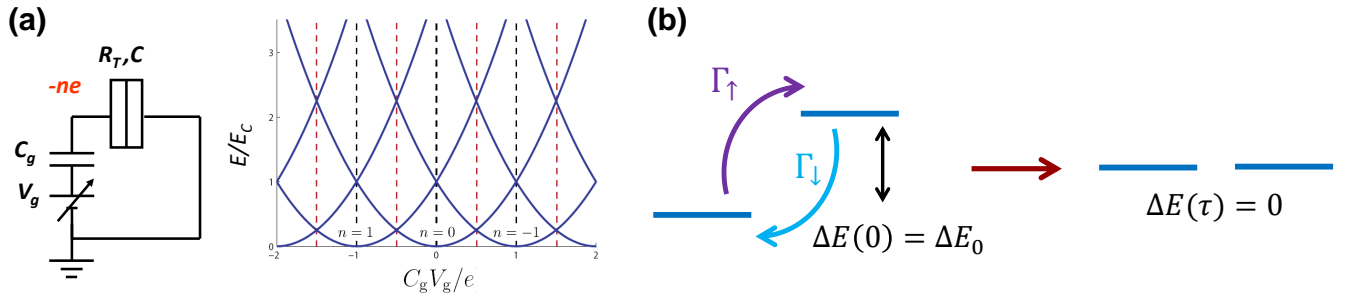 (a)
R_T,C
-ne
C_g
V_g
E/E_C
3
2
1
0
n = 1
n = 0
n = −1
-2
-1
0
1
2
C_gV_g/e
(b)
Γ↑
Γ↓
ΔE(0) = ΔE₀
ΔE(τ) = 0